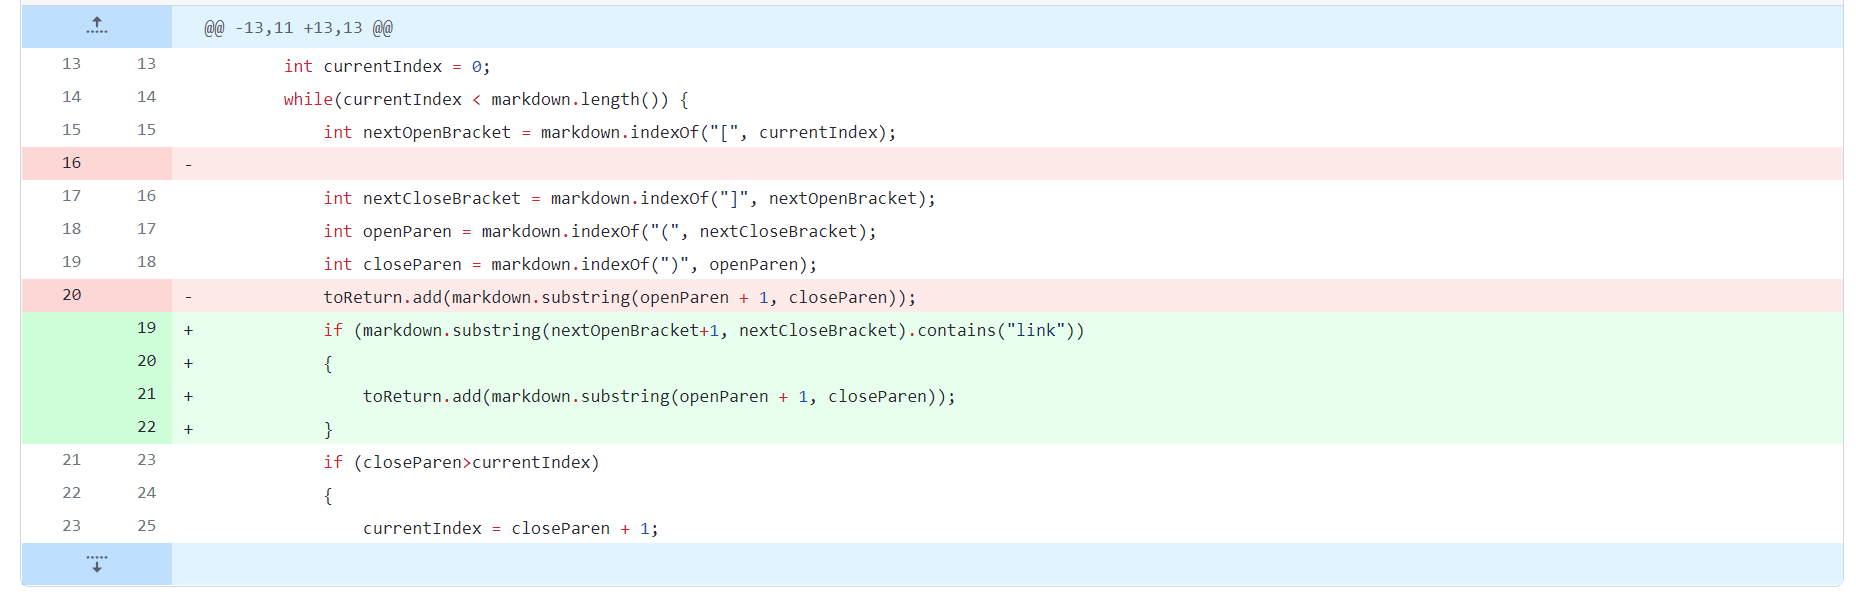 @@ -13,11 +13,13 @@
13 13 int currentIndex = 0;
14 14 while(currentIndex < markdown.length()) {
15 15 int nextOpenBracket = markdown.indexOf("[", currentIndex);
16 -
17 16 int nextCloseBracket = markdown.indexOf("]", nextOpenBracket);
18 17 int openParen = markdown.indexOf("(", nextCloseBracket);
19 18 int closeParen = markdown.indexOf(")", openParen);
20 - toReturn.add(markdown.substring(openParen + 1, closeParen));
19 + if (markdown.substring(nextOpenBracket+1, nextCloseBracket).contains("link"))
20 + {
21 + toReturn.add(markdown.substring(openParen + 1, closeParen));
22 + }
21 23 if (closeParen>currentIndex)
22 24 {
23 25 currentIndex = closeParen + 1;